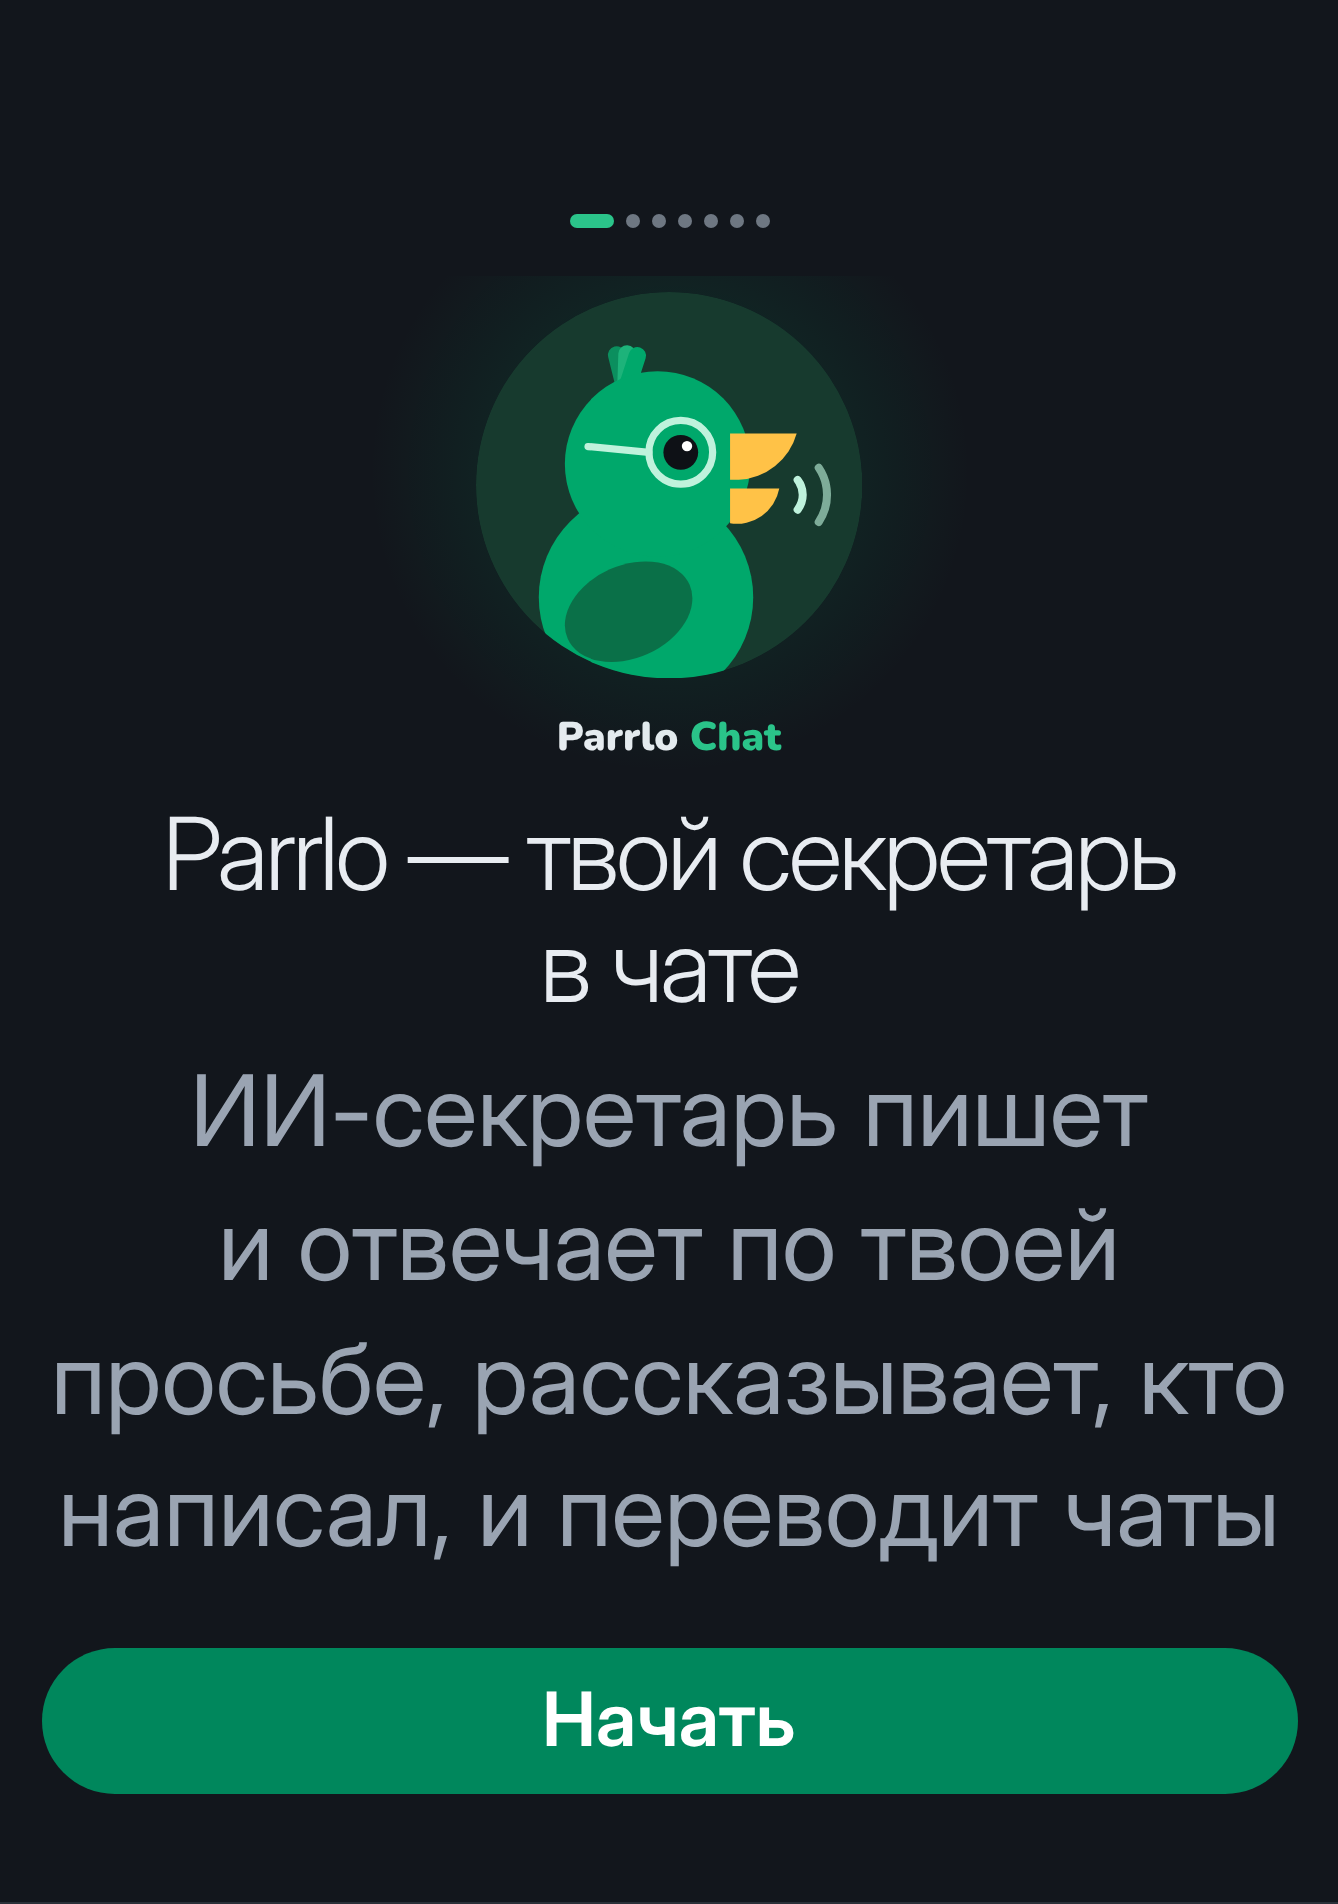 Parrlo Chat
Parrlo — твой секретарь
в чате
ИИ-секретарь пишет
и отвечает по твоей
просьбе, рассказывает, кто
написал, и переводит чаты
Начать